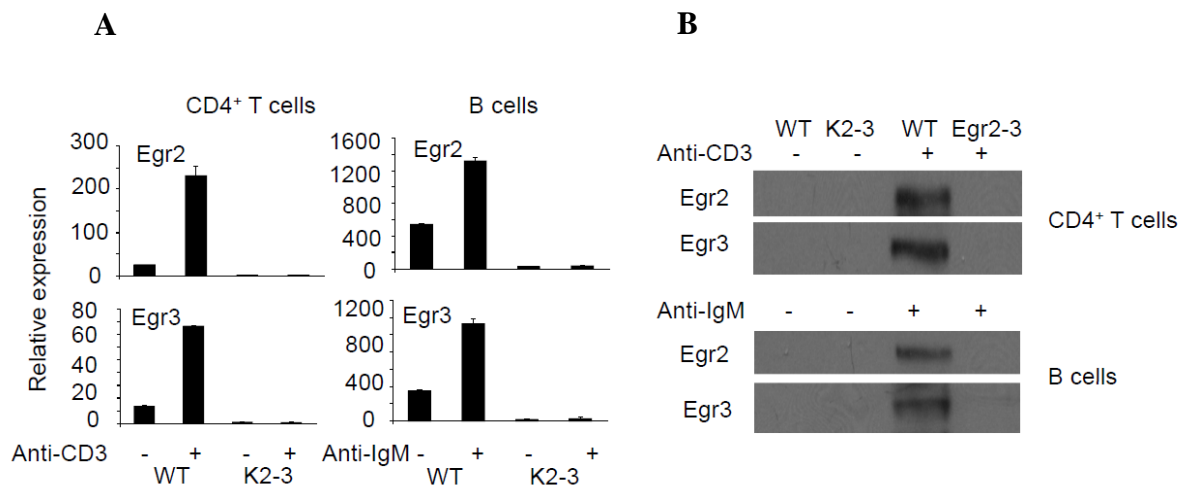 A
B
CD4⁺ T cells
B cells
Relative expression
300
200
100
0
Egr2
1600
1200
800
400
0
Egr2
80
60
40
20
0
Egr3
1200
800
400
0
Egr3
Anti-CD3 - + - +
WT K2-3
Anti-IgM - + - +
WT K2-3
WT K2-3 WT Egr2-3
Anti-CD3 - - + +
Egr2
Egr3
CD4⁺ T cells
Anti-IgM - - + +
Egr2
Egr3
B cells